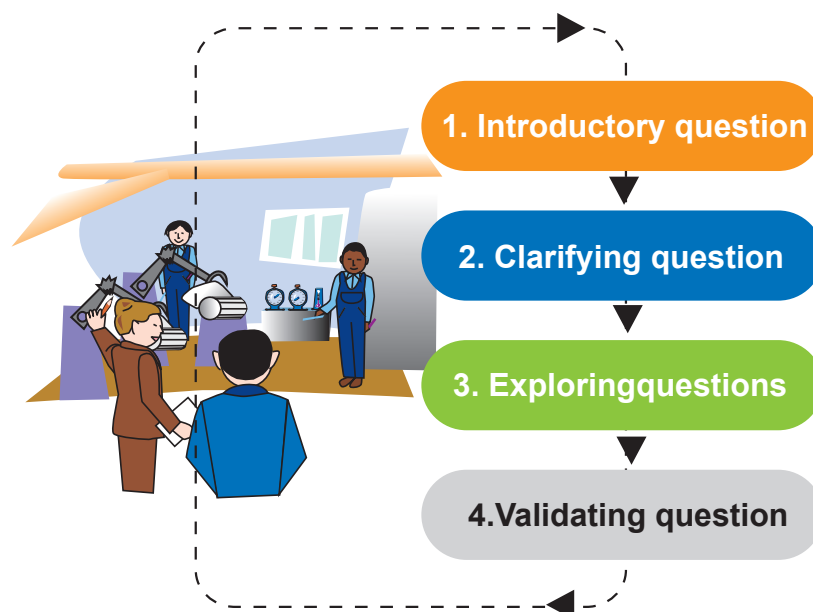 1. Introductory question
2. Clarifying question
3. Exploringquestions
4.Validating question